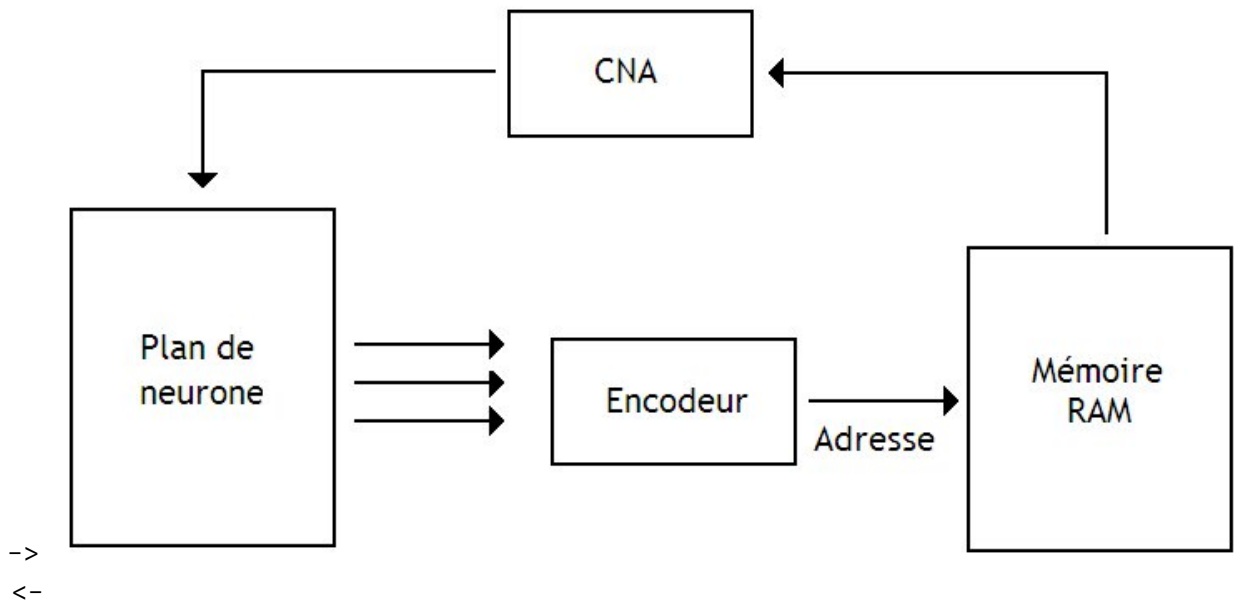 CNA
Plan de
neurone
Encodeur
Adresse
Mémoire
RAM
->
<-